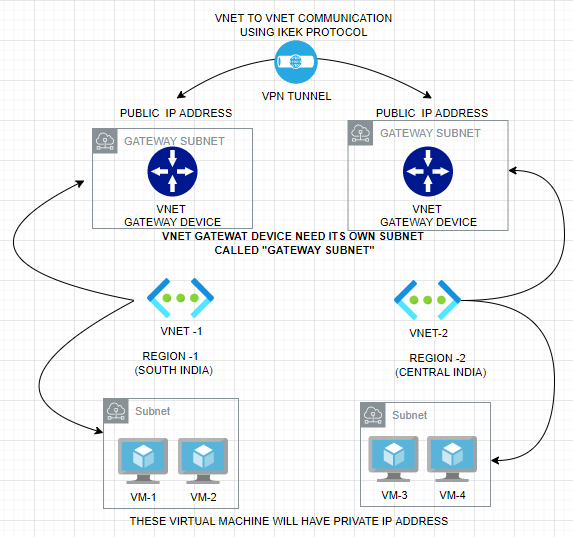 VNET TO VNET COMMUNICATION
USING IKEK PROTOCOL
VPN TUNNEL
PUBLIC IP ADDRESS
PUBLIC IP ADDRESS
GATEWAY SUBNET
GATEWAY SUBNET
VNET
GATEWAY DEVICE
VNET
GATEWAY DEVICE
VNET GATEWAT DEVICE NEED ITS OWN SUBNET
CALLED "GATEWAY SUBNET"
VNET -1
VNET-2
REGION -1
(SOUTH INDIA)
REGION -2
(CENTRAL INDIA)
Subnet
Subnet
VM-1
VM-2
VM-3
VM-4
THESE VIRTUAL MACHINE WILL HAVE PRIVATE IP ADDRESS